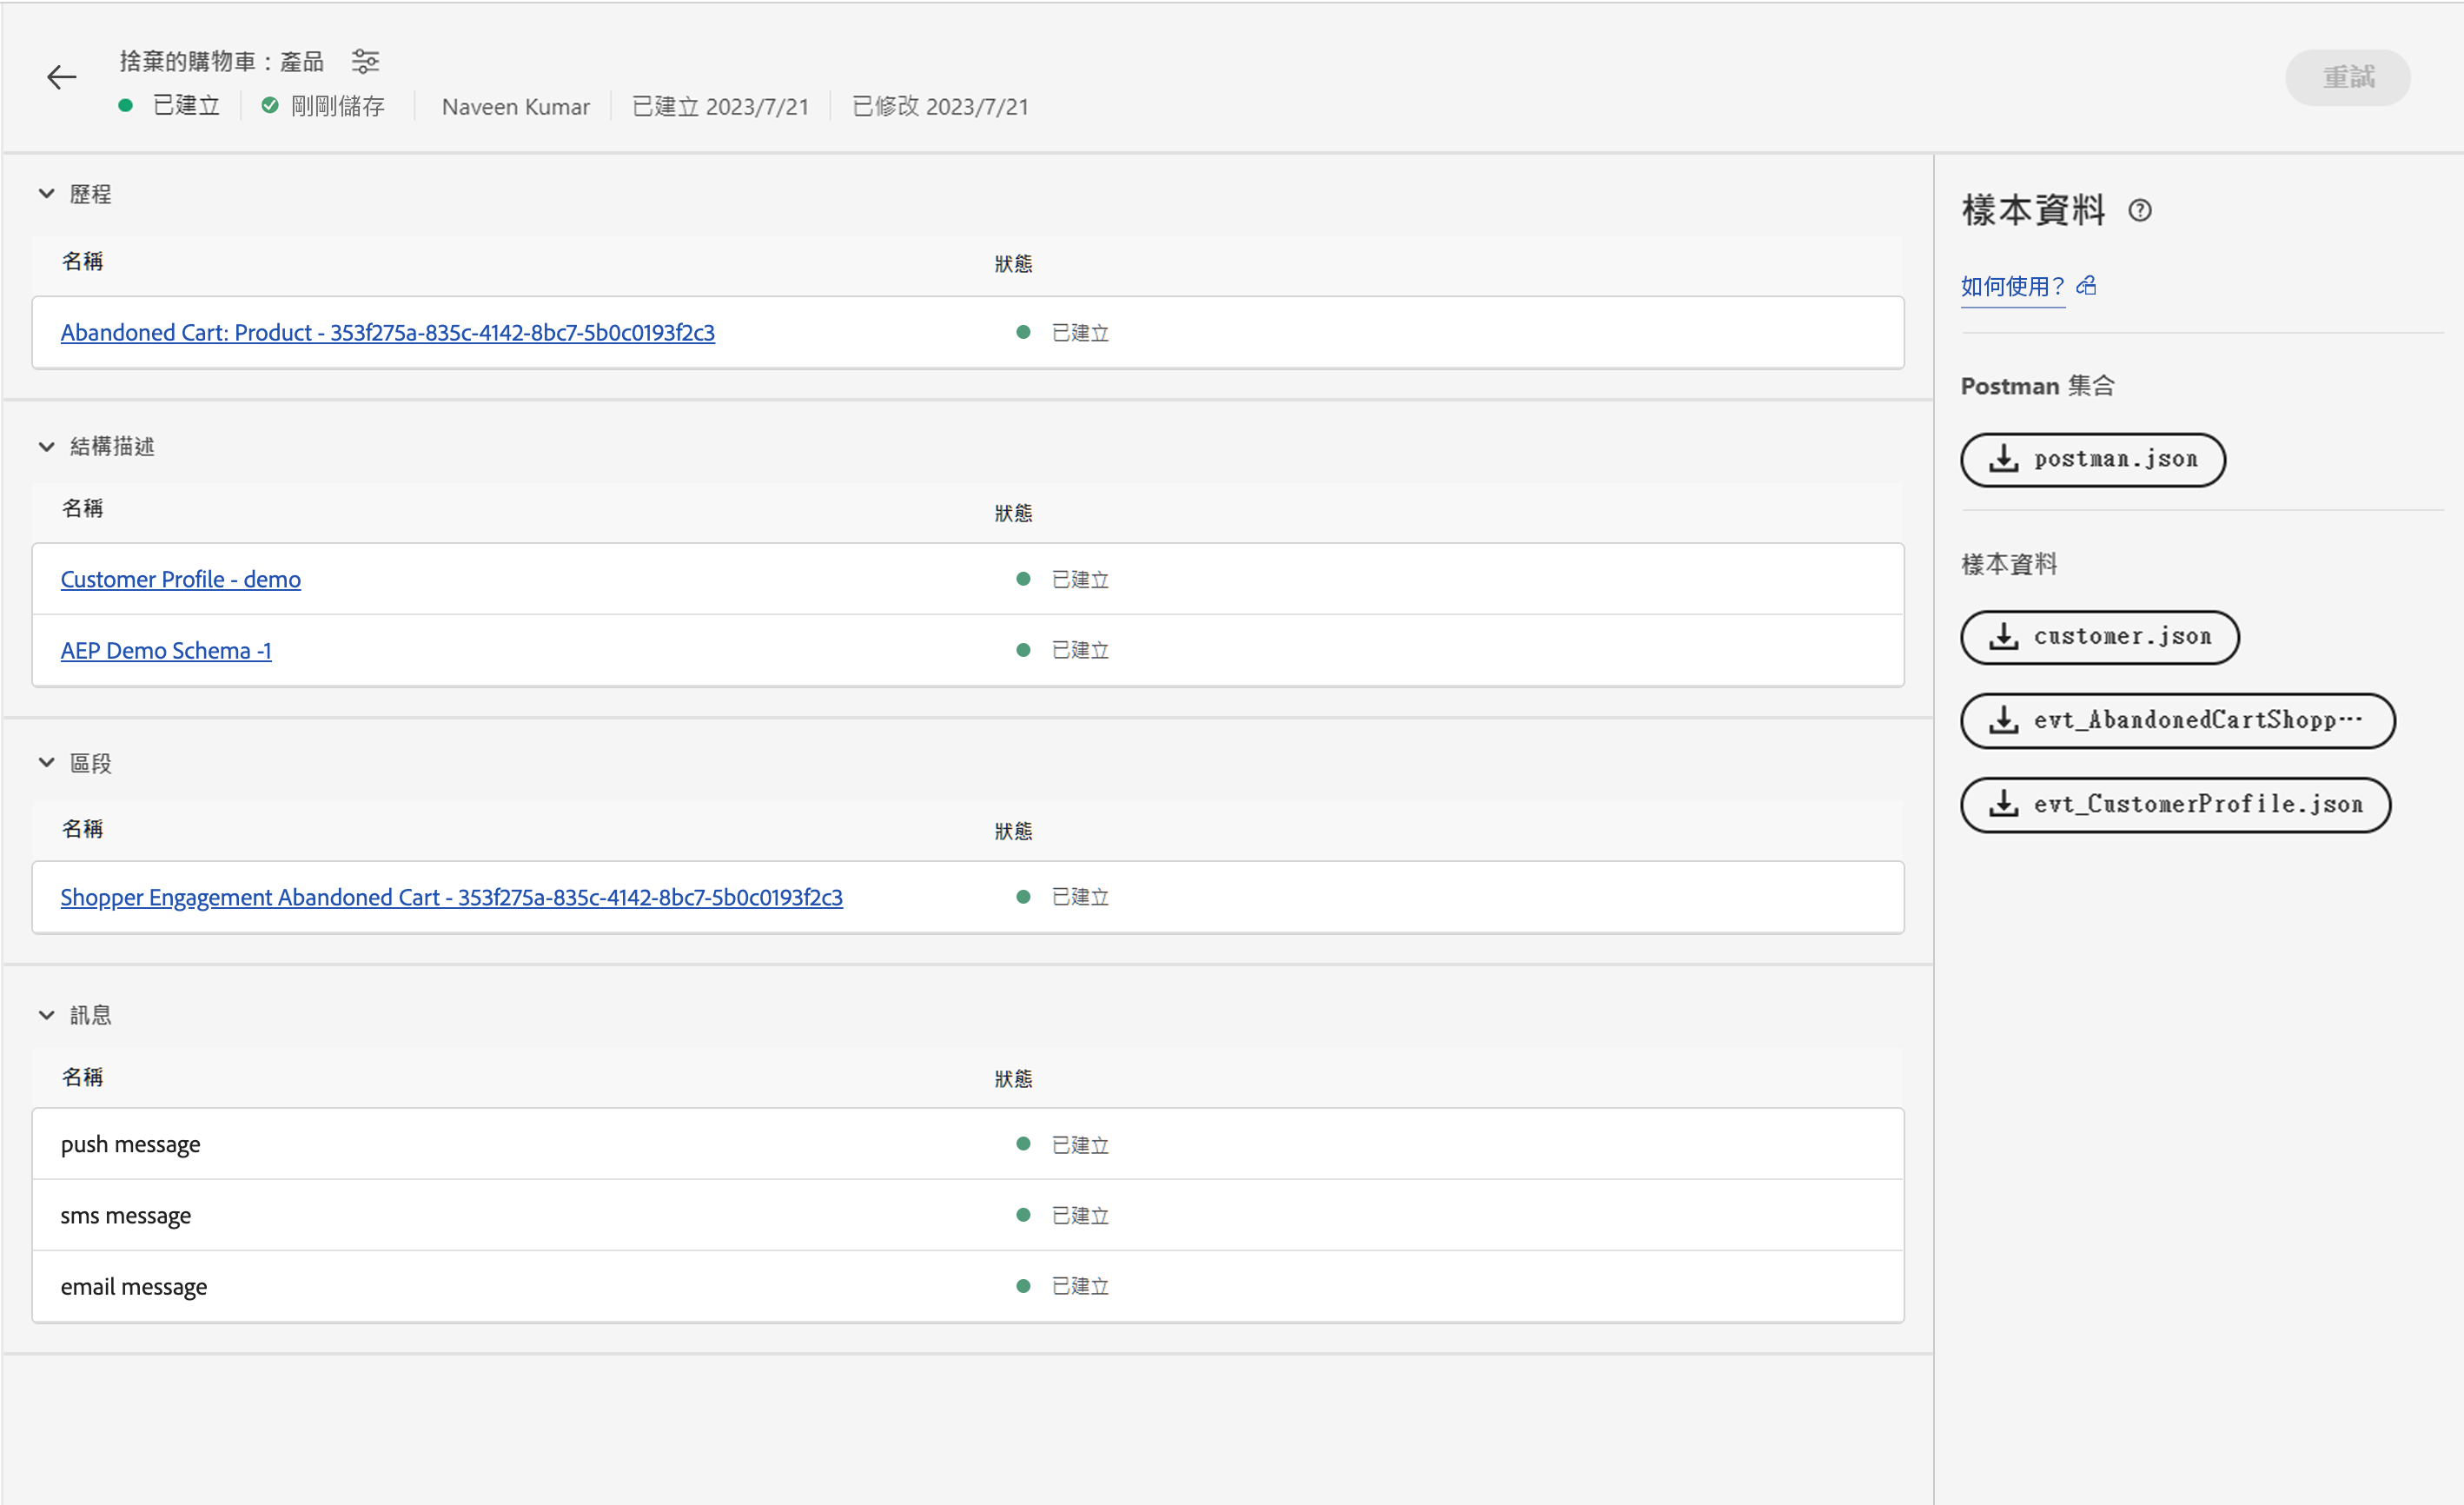 捨棄的購物車：產品
重試
已建立 剛剛儲存 Naveen Kumar 已建立 2023/7/21 已修改 2023/7/21
歷程
名稱 狀態
Abandoned Cart: Product - 353f275a-835c-4142-8bc7-5b0c0193f2c3 已建立
結構描述
名稱 狀態
Customer Profile - demo 已建立
AEP Demo Schema -1 已建立
區段
名稱 狀態
Shopper Engagement Abandoned Cart - 353f275a-835c-4142-8bc7-5b0c0193f2c3 已建立
訊息
名稱 狀態
push message 已建立
sms message 已建立
email message 已建立
樣本資料
如何使用？
Postman 集合
postman.json
樣本資料
customer.json
evt_AbandonedCartShopp…
evt_CustomerProfile.json